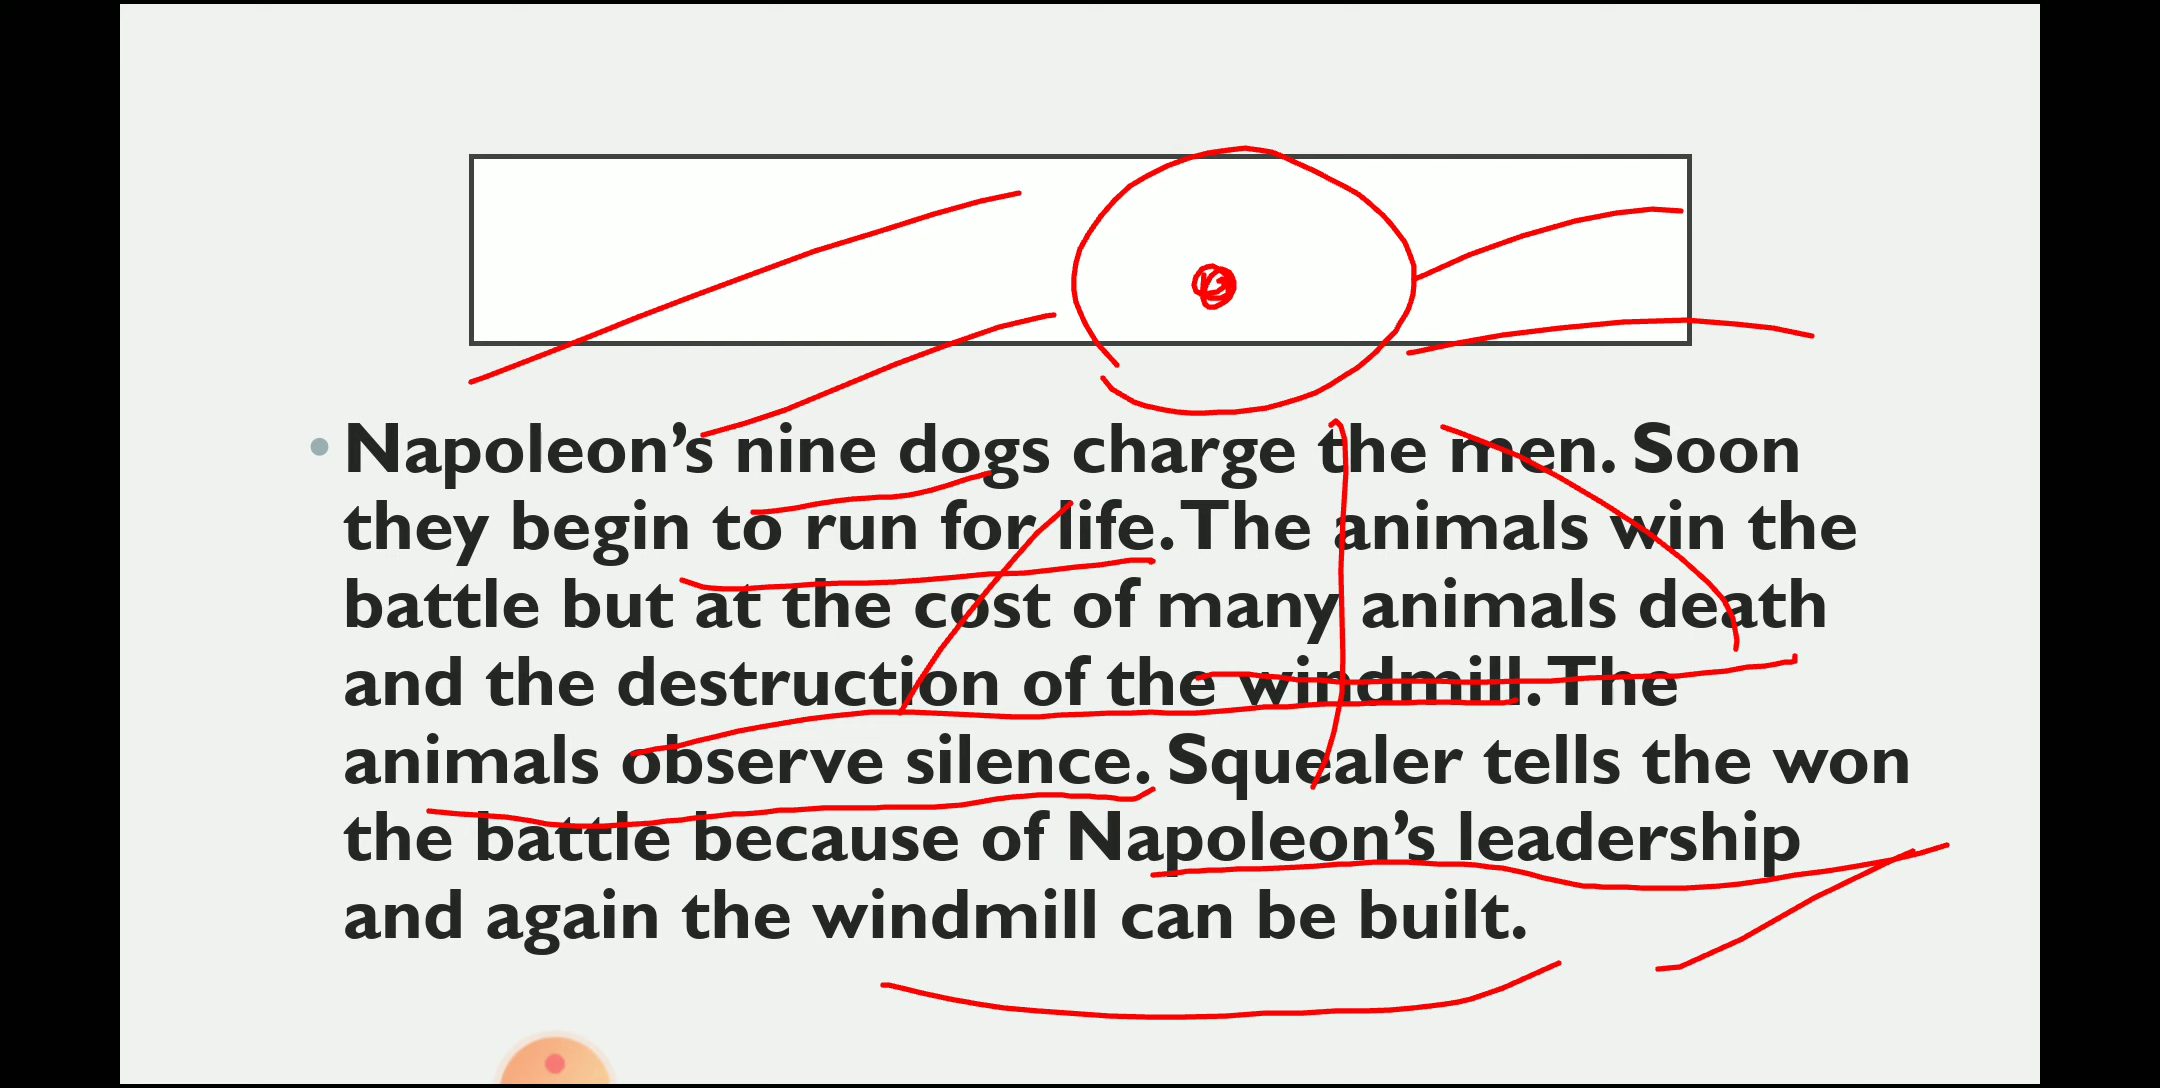 Napoleon’s nine dogs charge the men. Soon
they begin to run for life. The animals win the
battle but at the cost of many animals death
and the destruction of the windmill. The
animals observe silence. Squealer tells the won
the battle because of Napoleon’s leadership
and again the windmill can be built.